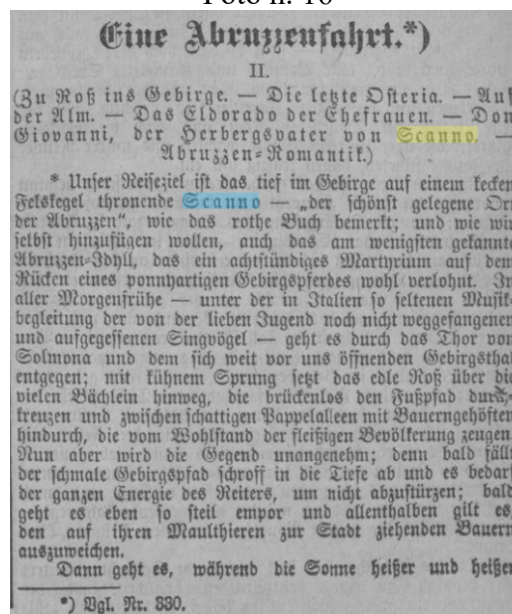 Foto n. 10
Eine Abruzzenfahrt.*)
II.
(Zu Roß ins Gebirge. — Die letzte Osteria. — Auf
der Alm. — Das Eldorado der Ehefrauen. — Don
Giovanni, der Herbergsvater von Scanno. —
Abruzzen-Romantik.)
* Unser Reiseziel ist das tief im Gebirge auf einem kecken
Felskegel thronende Scanno — „der schönst gelegene Ort
der Abruzzen", wie das rothe Buch bemerkt; und wie wir
selbst hinzufügen wollen, auch das am wenigsten gekannte
Abruzzen-Idyll, das ein achtstündiges Martyrium auf dem
Rücken eines ponnyartigen Gebirgspferdes wohl verlohnt. In
aller Morgenfrühe — unter der in Italien so seltenen Musik-
begleitung der von der lieben Jugend noch nicht weggefangenen
und aufgegessenen Singvögel — geht es durch das Thor von
Solmona und dem sich weit vor uns öffnenden Gebirgsthal
entgegen; mit kühnem Sprung setzt das edle Roß über die
vielen Bächlein hinweg, die brückenlos den Fußpfad durch-
kreuzen und zwischen schattigen Pappelalleen mit Bauerngehöften
hindurch, die vom Wohlstand der fleißigen Bevölkerung zeugen.
Nun aber wird die Gegend unangenehm; denn bald fällt
der schmale Gebirgspfad schroff in die Tiefe ab und es bedarf
der ganzen Energie des Reiters, um nicht abzustürzen; bald
geht es eben so steil empor und allenthalben gilt es,
den auf ihren Maulthieren zur Stadt ziehenden Bauern
auszuweichen.
Dann geht es, während die Sonne heißer und heißer
*) Vgl. Nr. 330.